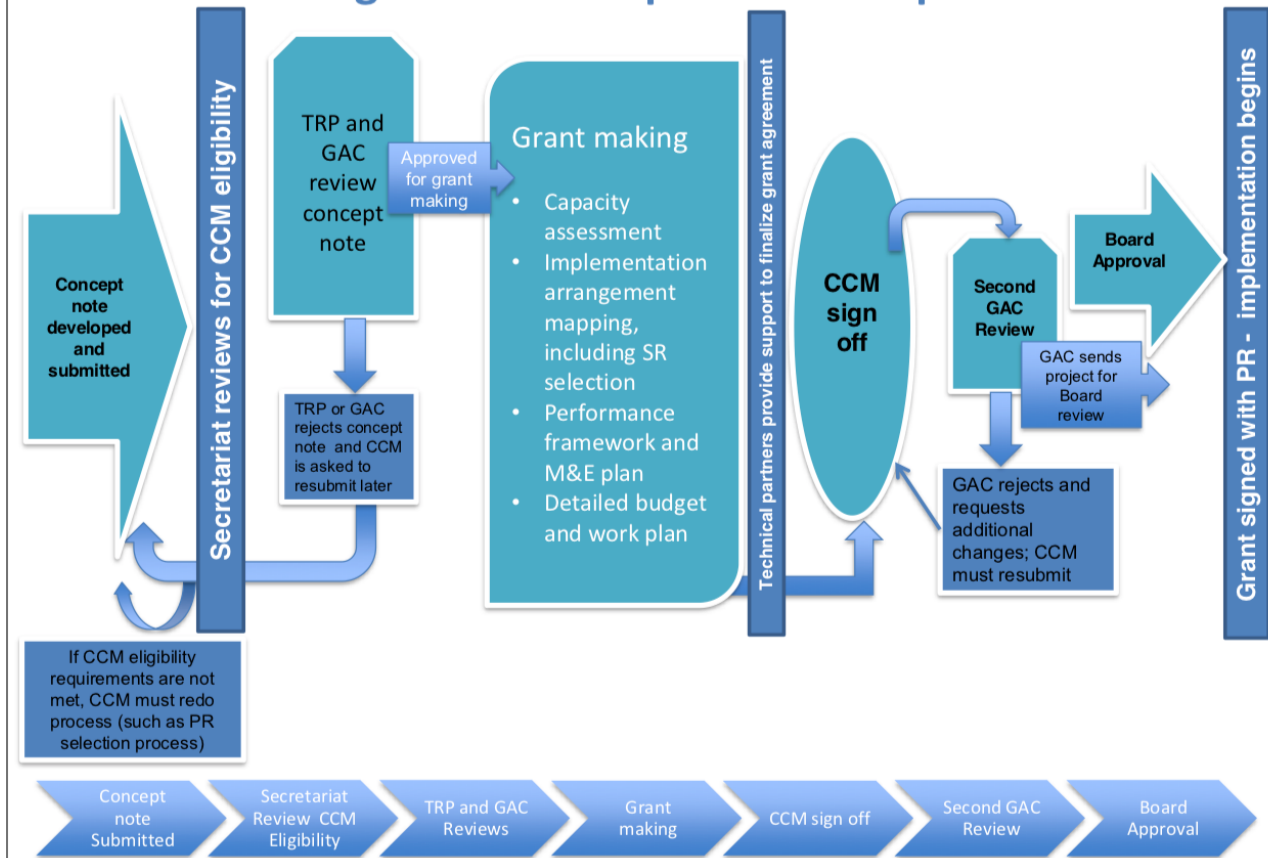 Concept
note
developed
and
submitted
Secretariat reviews for CCM eligibility
TRP and
GAC
review
concept
note
Approved
for grant
making
TRP or GAC
rejects concept
note and CCM
is asked to
resubmit later
If CCM eligibility
requirements are not
met, CCM must redo
process (such as PR
selection process)
Grant making
• Capacity
assessment
• Implementation
arrangement
mapping,
including SR
selection
• Performance
framework and
M&E plan
• Detailed budget
and work plan
Technical partners provide support to finalize grant agreement
CCM
sign
off
Second
GAC
Review
GAC sends
project for
Board
review
GAC rejects and
requests
additional
changes; CCM
must resubmit
Board
Approval
Grant signed with PR - implementation begins
Concept
note
Submitted
Secretariat
Review CCM
Eligibility
TRP and GAC
Reviews
Grant
making
CCM sign off
Second GAC
Review
Board
Approval